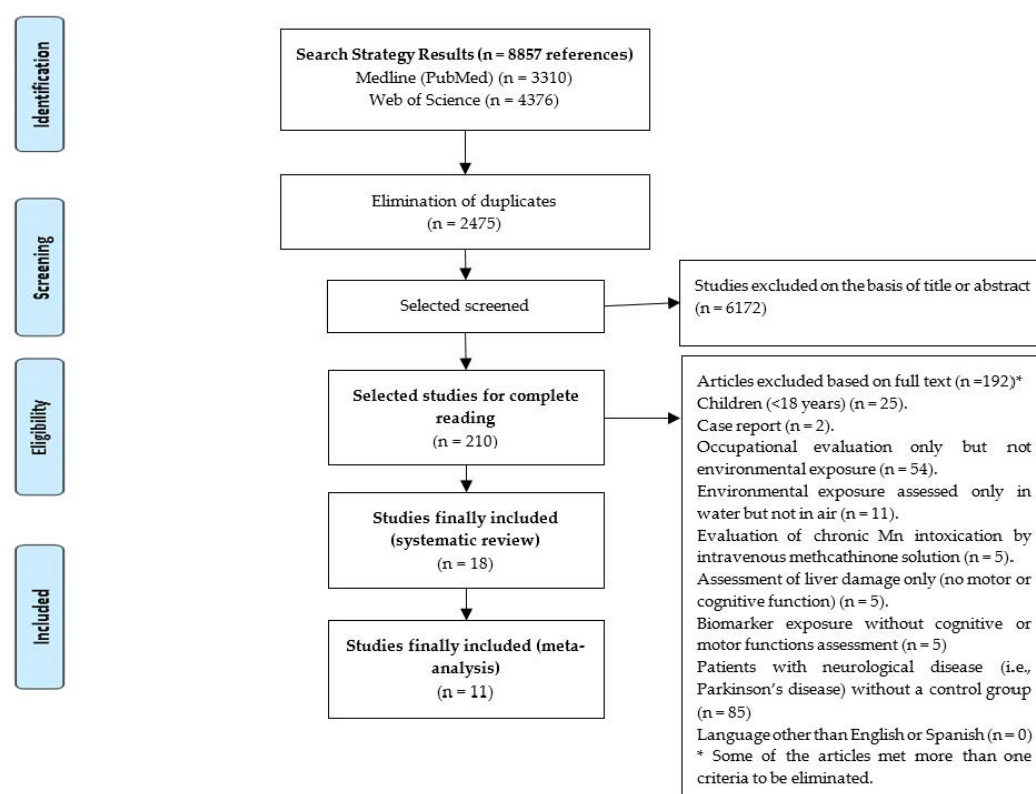 Identification
Search Strategy Results (n = 8857 references)
Medline (PubMed) (n = 3310)
Web of Science (n = 4376)
Elimination of duplicates
(n = 2475)
Screening
Selected screened
Studies excluded on the basis of title or abstract
(n = 6172)
Eligibility
Selected studies for complete
reading
(n = 210)
Articles excluded based on full text (n =192)*
Children (<18 years) (n = 25).
Case report (n = 2).
Occupational evaluation only but not
environmental exposure (n = 54).
Environmental exposure assessed only in
water but not in air (n = 11).
Evaluation of chronic Mn intoxication by
intravenous methcathinone solution (n = 5).
Assessment of liver damage only (no motor or
cognitive function) (n = 5).
Biomarker exposure without cognitive or
motor functions assessment (n = 5)
Patients with neurological disease (i.e.,
Parkinson's disease) without a control group
(n = 85)
Language other than English or Spanish (n = 0)
* Some of the articles met more than one
criteria to be eliminated.
Studies finally included
(systematic review)
(n = 18)
Included
Studies finally included (meta-
analysis)
(n = 11)